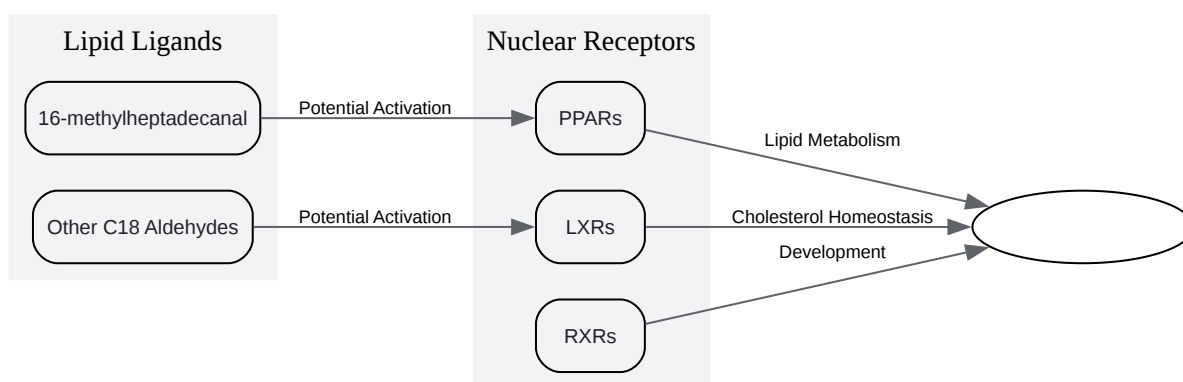 Lipid Ligands
Nuclear Receptors
16-methylheptadecanal
Potential Activation
PPARs
Lipid Metabolism
Other C18 Aldehydes
Potential Activation
LXRs
Cholesterol Homeostasis
Development
RXRs